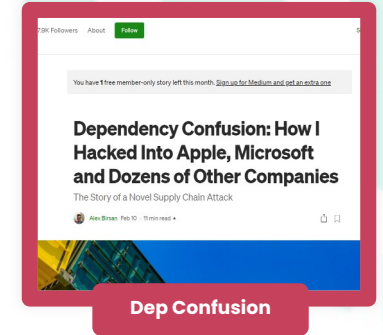 7.9K Followers About Follow
You have 1 free member-only story left this month. Sign up for Medium and get an extra one
Dependency Confusion: How I
Hacked Into Apple, Microsoft
and Dozens of Other Companies
The Story of a Novel Supply Chain Attack
Alex Birsan Feb 10 · 11 min read
Dep Confusion